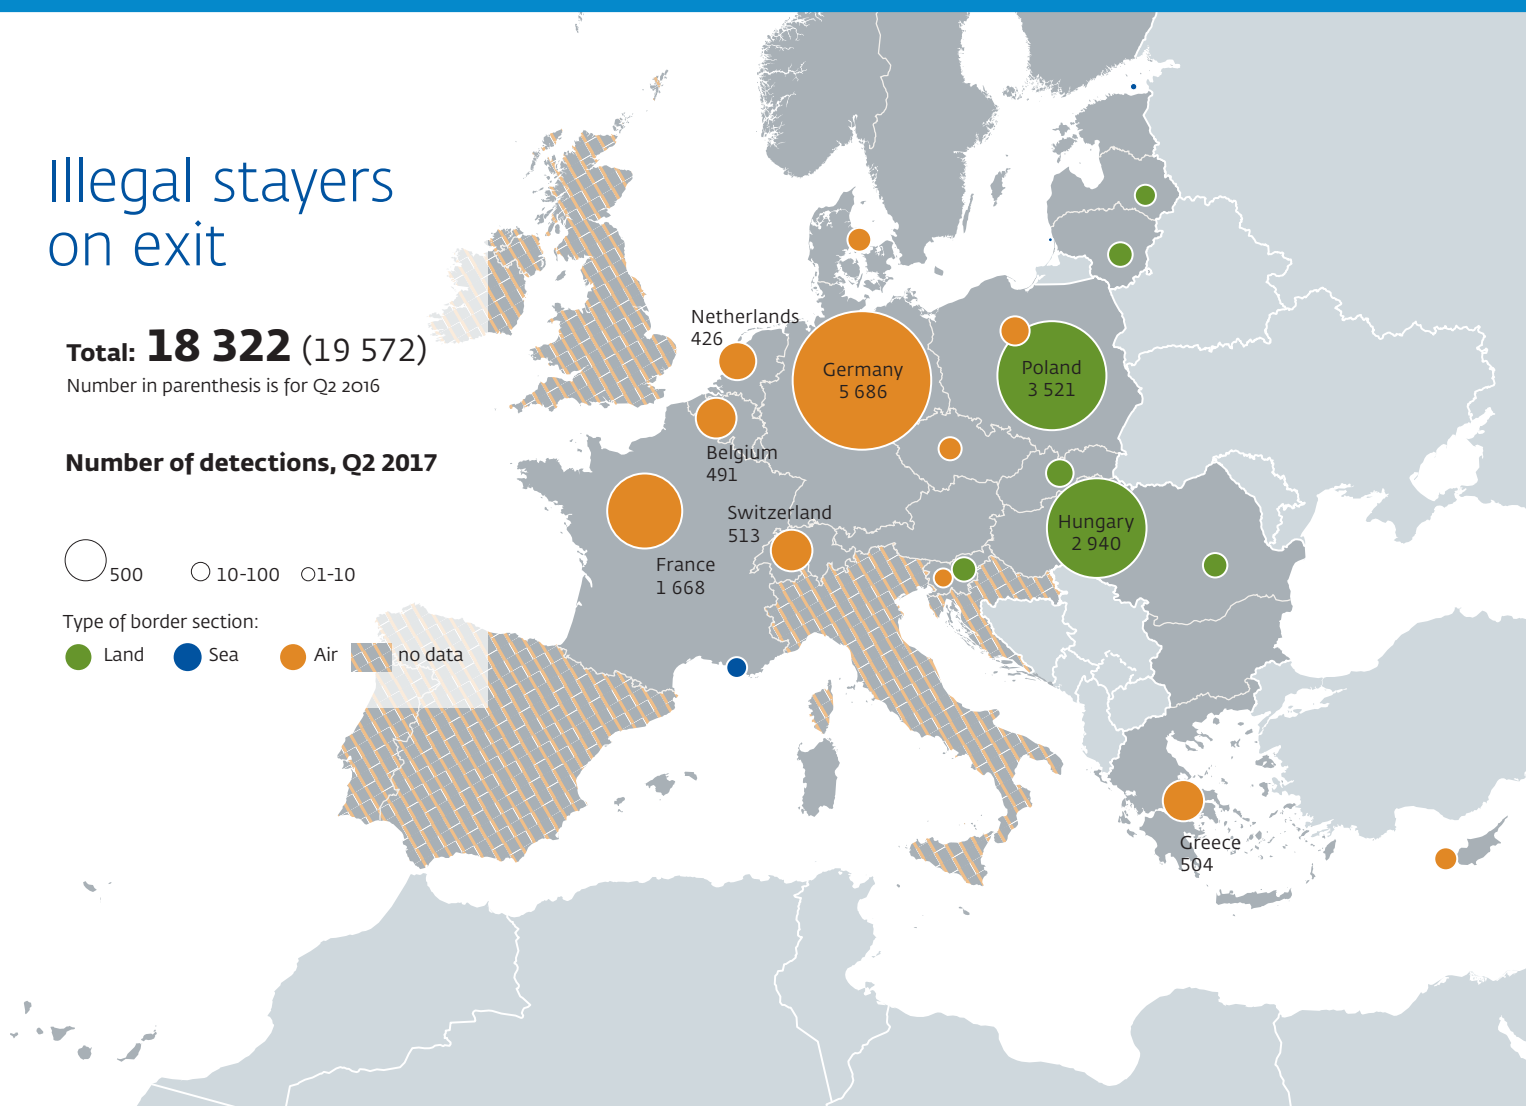 Illegal stayers
on exit
Total: 18 322 (19 572)
Number in parenthesis is for Q2 2016
Number of detections, Q2 2017
500
10-100
1-10
Type of border section:
Land
Sea
Air
no data
Netherlands
426
Germany
5 686
Poland
3 521
Belgium
491
Switzerland
513
Hungary
2 940
France
1 668
Greece
504